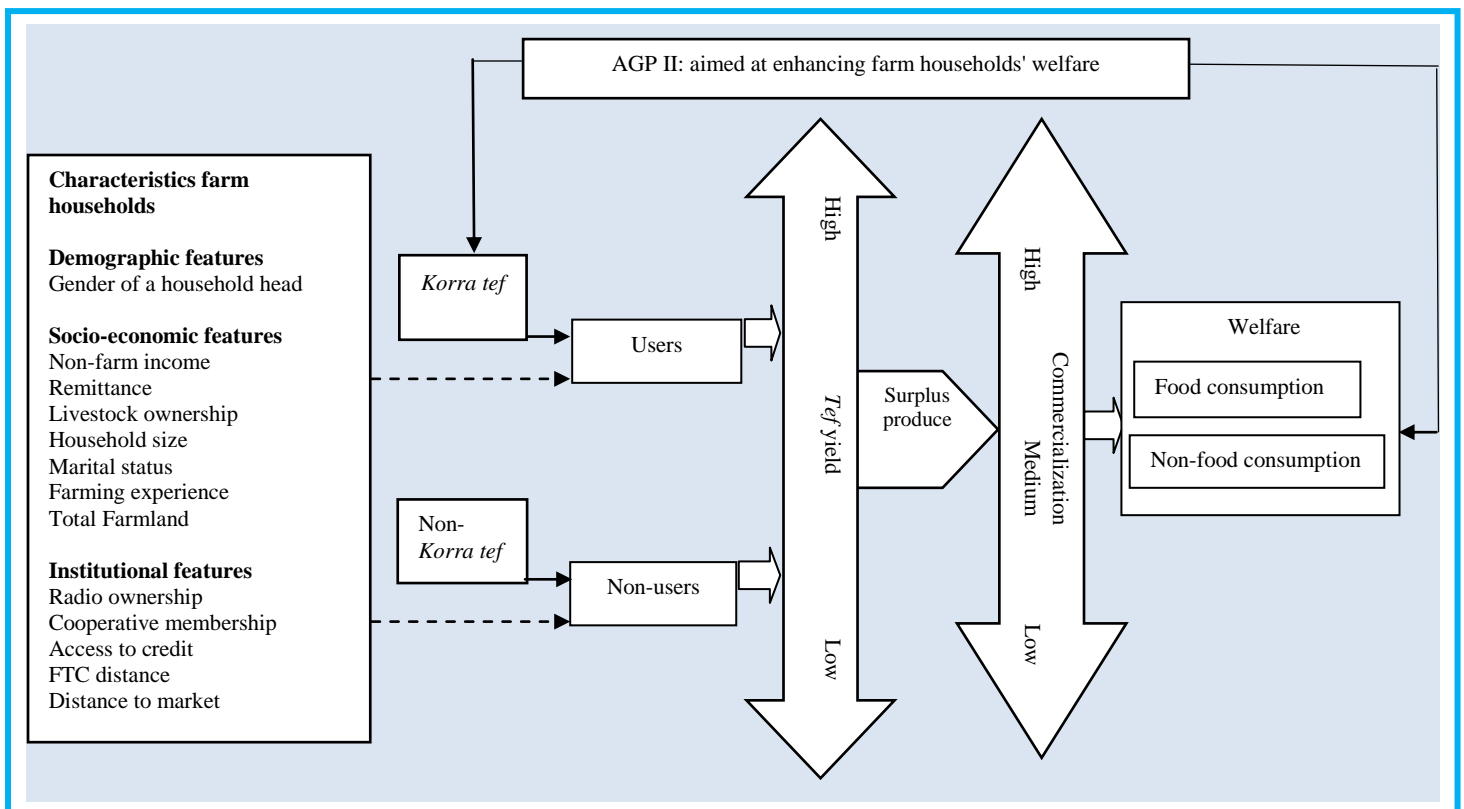 AGP II: aimed at enhancing farm households' welfare
Characteristics farm
households
Demographic features
Gender of a household head
Socio-economic features
Non-farm income
Remittance
Livestock ownership
Household size
Marital status
Farming experience
Total Farmland
Institutional features
Radio ownership
Cooperative membership
Access to credit
FTC distance
Distance to market
Korra tef
Users
Non-
Korra tef
Non-users
High
Tef yield
Low
Surplus
produce
High
Medium
Low
Commercialization
Welfare
Food consumption
Non-food consumption